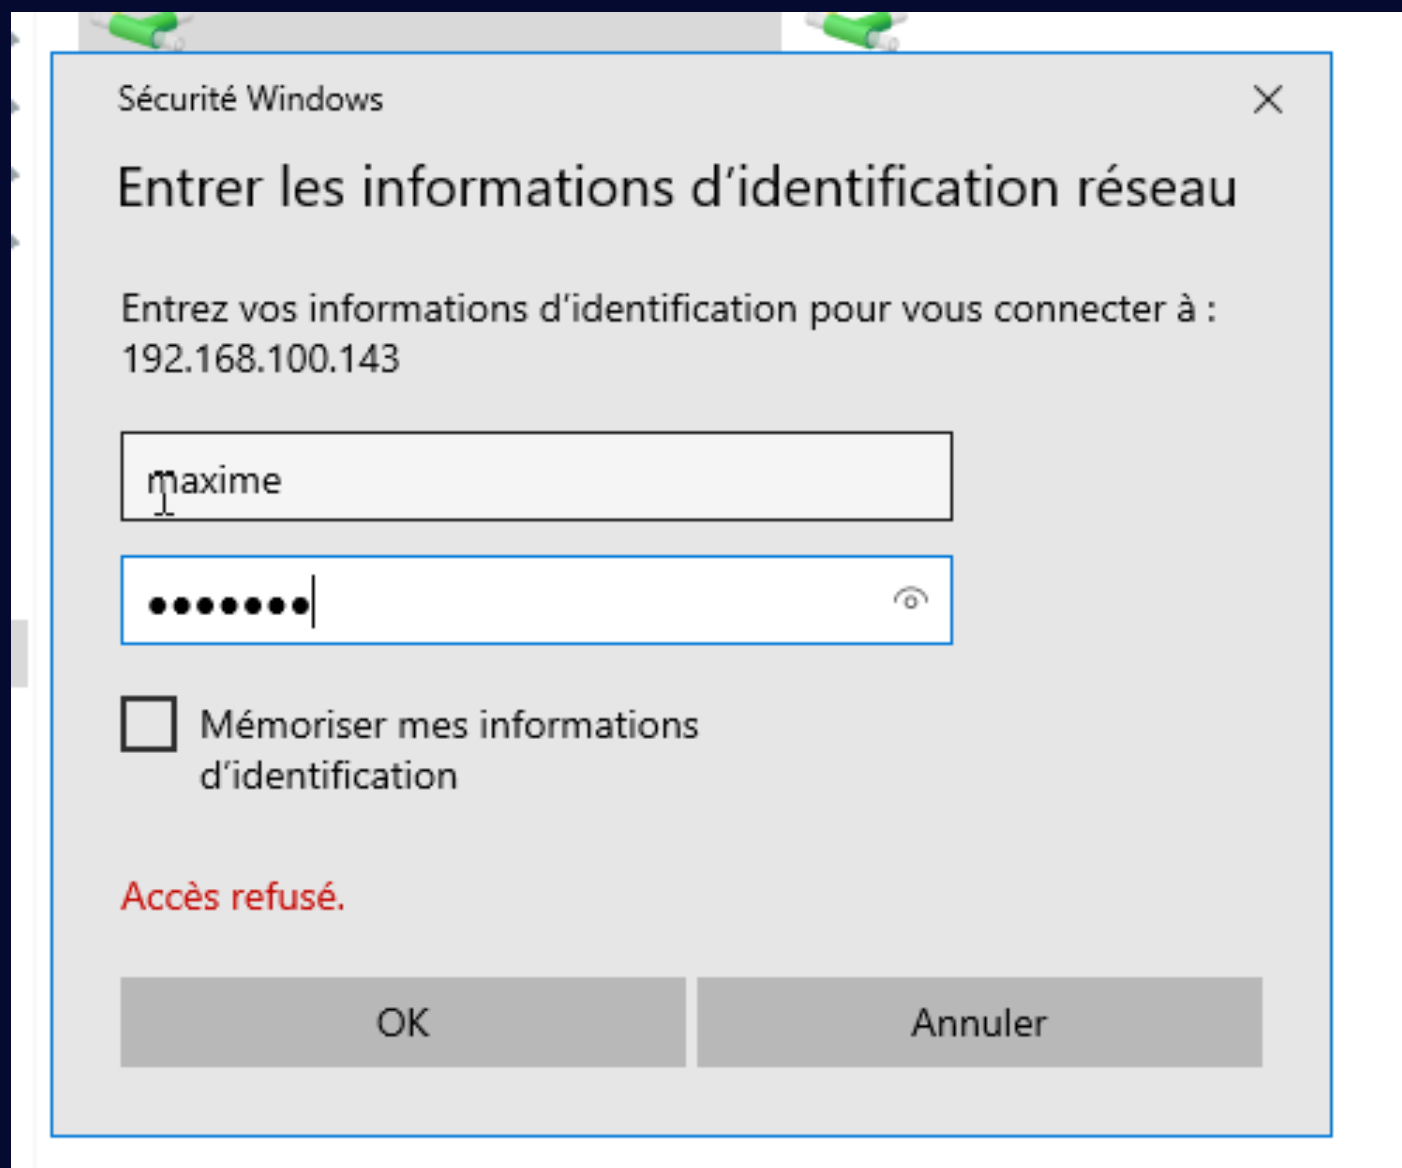 Sécurité Windows
Entrer les informations d’identification réseau
Entrez vos informations d’identification pour vous connecter à :
192.168.100.143
maxime
•••••••
Mémoriser mes informations
d’identification
Accès refusé.
OK
Annuler